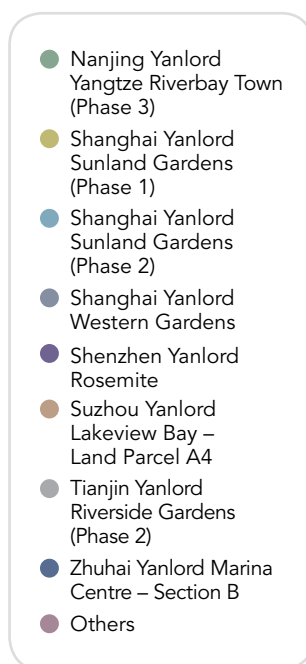 Nanjing Yanlord
Yangtze Riverbay Town
(Phase 3)
Shanghai Yanlord
Sunland Gardens
(Phase 1)
Shanghai Yanlord
Sunland Gardens
(Phase 2)
Shanghai Yanlord
Western Gardens
Shenzhen Yanlord
Rosemite
Suzhou Yanlord
Lakeview Bay –
Land Parcel A4
Tianjin Yanlord
Riverside Gardens
(Phase 2)
Zhuhai Yanlord Marina
Centre – Section B
Others